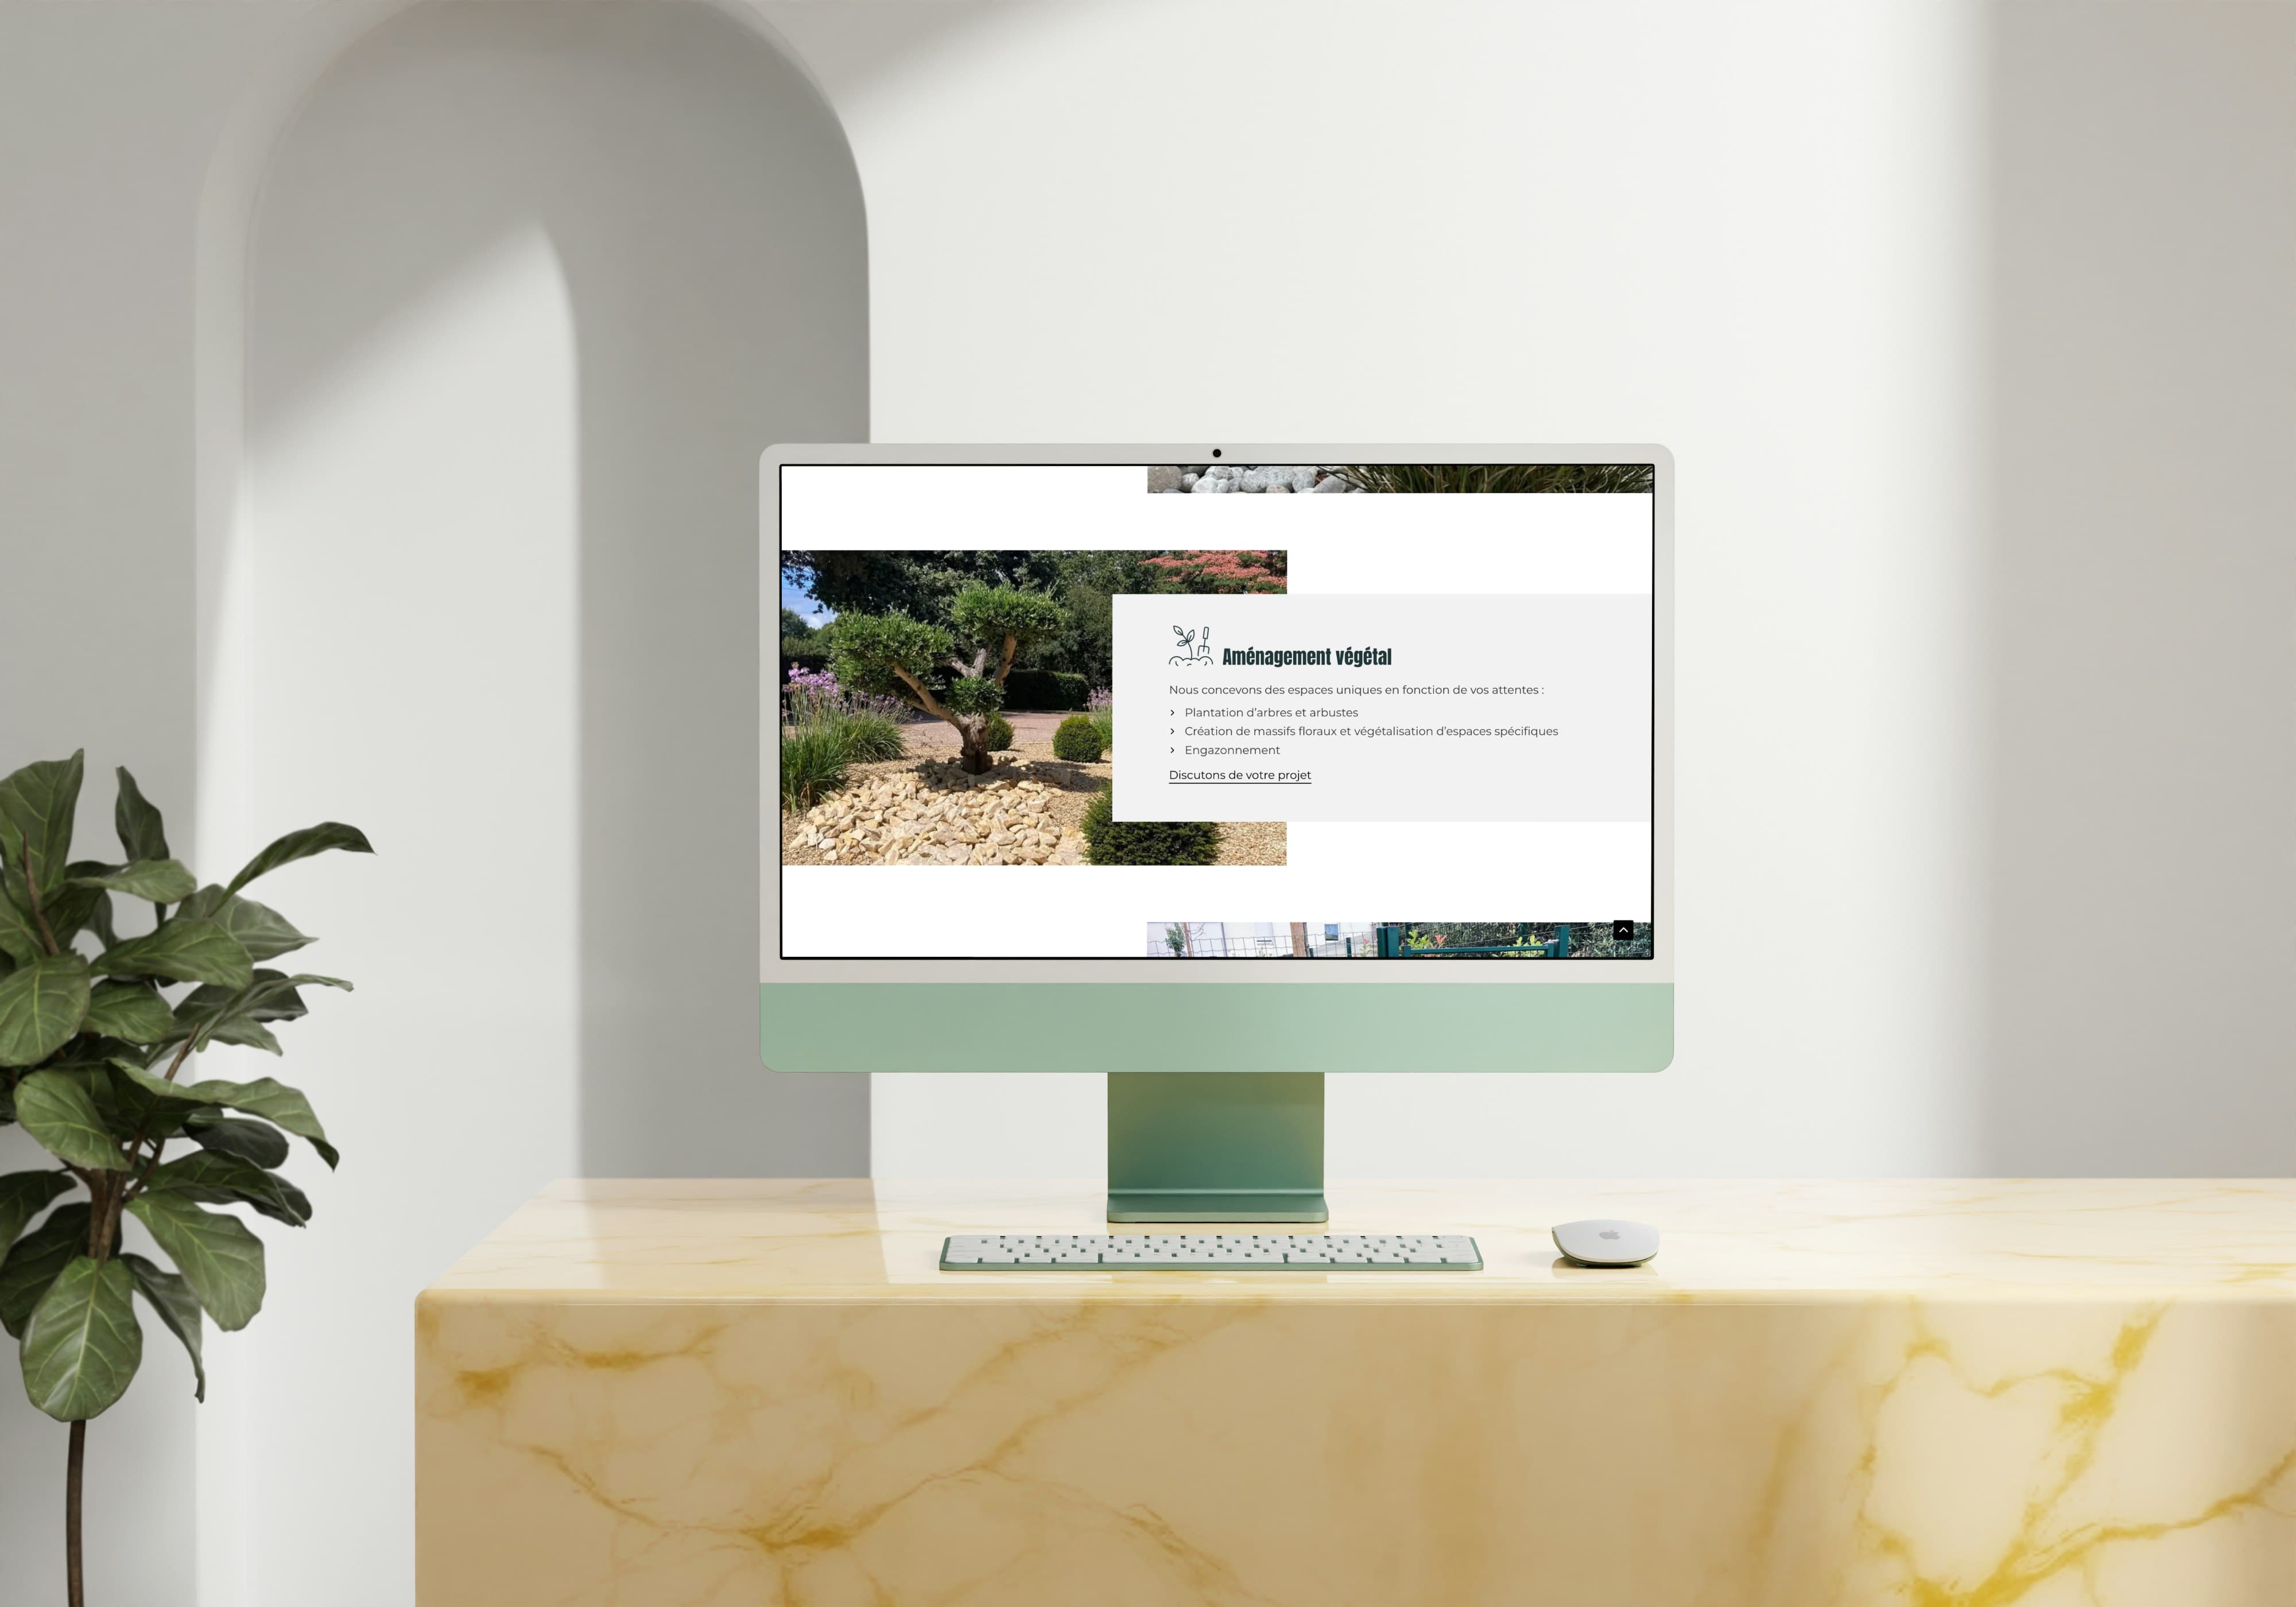 Aménagement végétal
Nous concevons des espaces uniques en fonction de vos attentes :
Plantation d’arbres et arbustes
Création de massifs floraux et végétalisation d’espaces spécifiques
Engazonnement
Discutons de votre projet